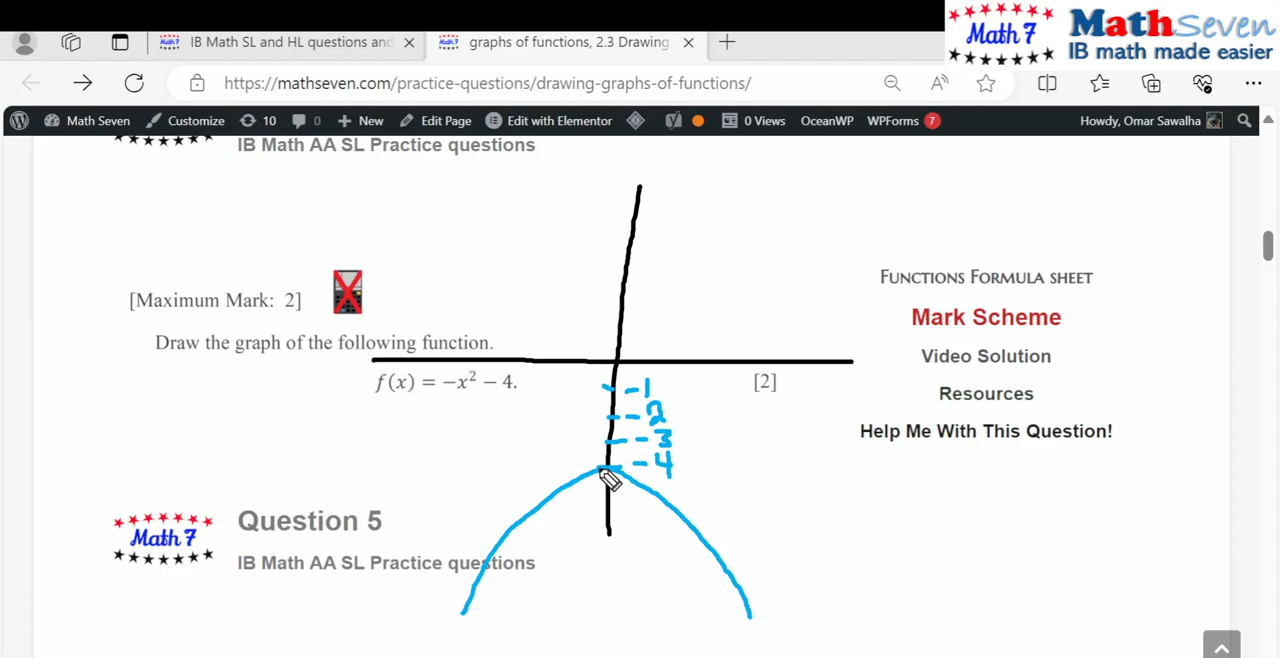 Math 7
MathSeven
IB math made easier
IB Math SL and HL questions and
graphs of functions, 2.3 Drawing
https://mathseven.com/practice-questions/drawing-graphs-of-functions/
Math Seven
Customize
10
0
New
Edit Page
Edit with Elementor
0 Views
OceanWP
WPForms
7
Howdy, Omar Sawalha
IB Math AA SL Practice questions
[Maximum Mark: 2]
Draw the graph of the following function.
f(x) = −x² − 4.
[2]
-1
-2
-3
-4
Functions Formula sheet
Mark Scheme
Video Solution
Resources
Help Me With This Question!
Math 7
Question 5
IB Math AA SL Practice questions